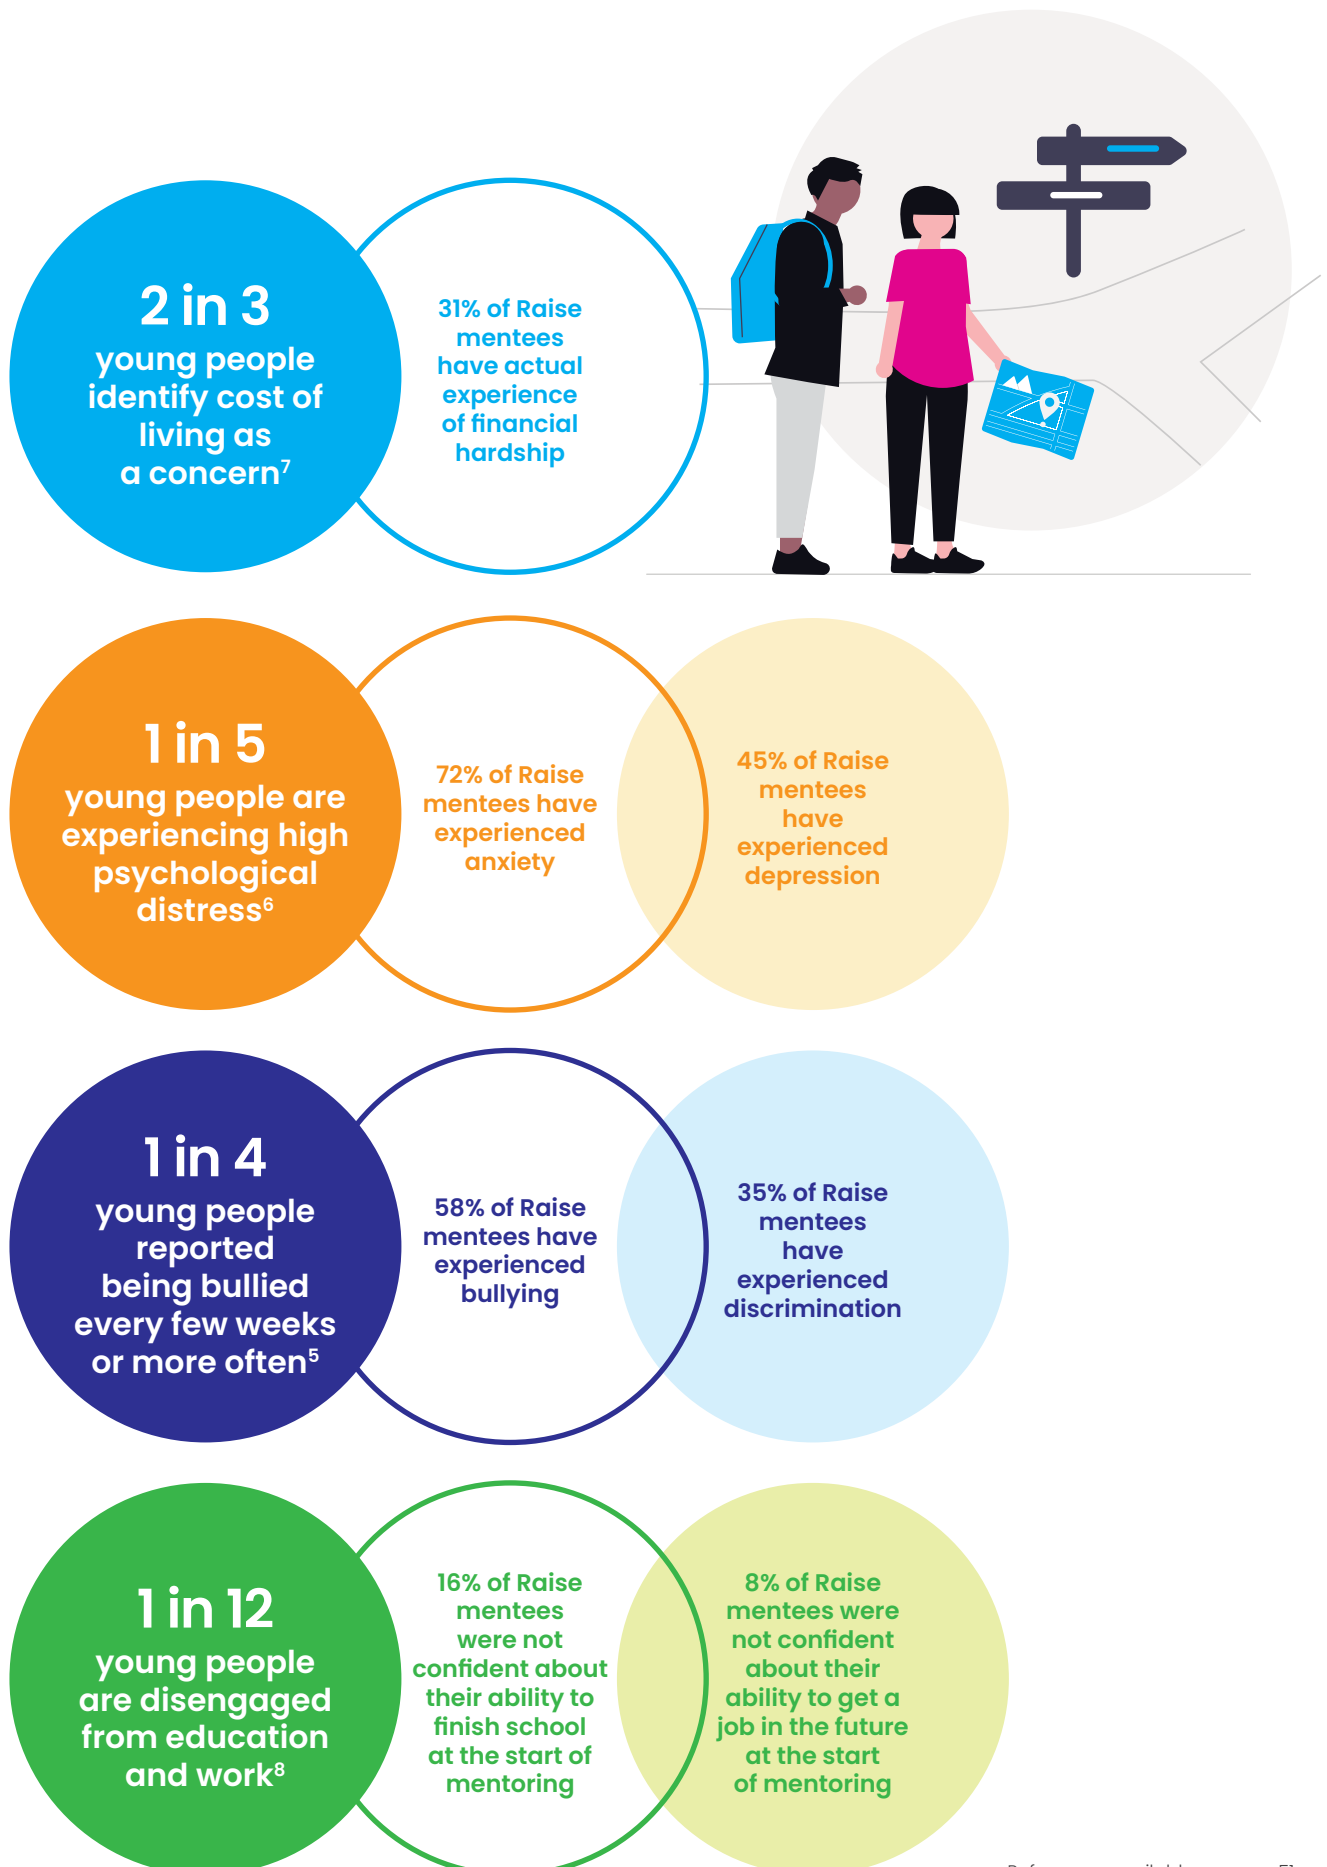 2 in 3
young people
identify cost of
living as
a concern⁷
31% of Raise
mentees
have actual
experience
of financial
hardship
1 in 5
young people are
experiencing high
psychological
distress⁶
72% of Raise
mentees have
experienced
anxiety
45% of Raise
mentees
have
experienced
depression
1 in 4
young people
reported
being bullied
every few weeks
or more often⁵
58% of Raise
mentees have
experienced
bullying
35% of Raise
mentees
have
experienced
discrimination
1 in 12
young people
are disengaged
from education
and work⁸
16% of Raise
mentees
were not
confident about
their ability to
finish school
at the start of
mentoring
8% of Raise
mentees were
not confident
about their
ability to get a
job in the future
at the start
of mentoring